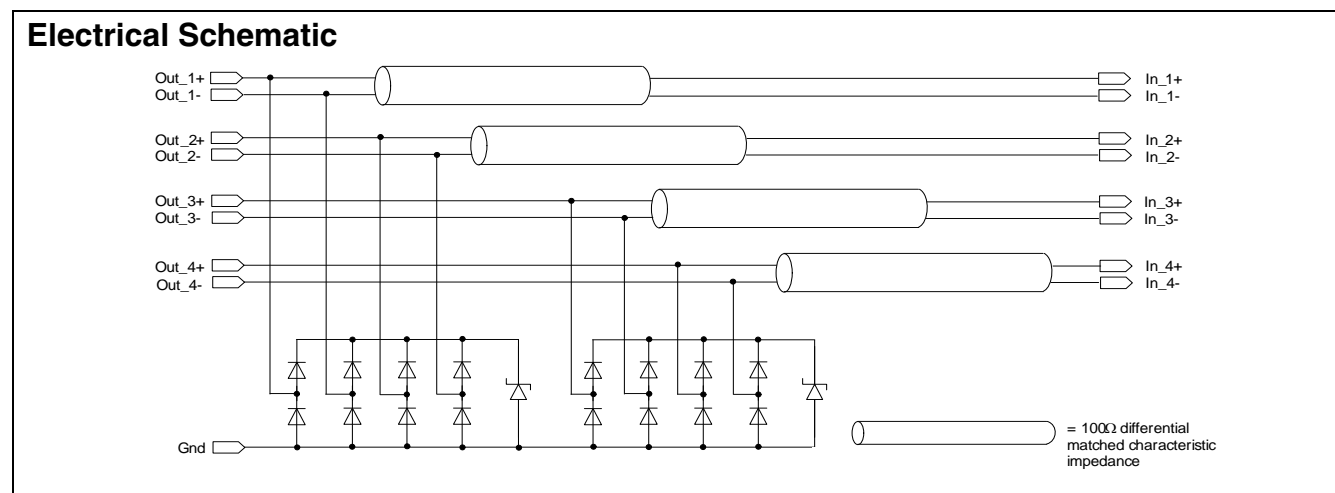 Electrical Schematic
Out_1+
In_1+
Out_1-
In_1-
Out_2+
In_2+
Out_2-
In_2-
Out_3+
In_3+
Out_3-
In_3-
Out_4+
In_4+
Out_4-
In_4-
Gnd
= 100Ω differential
matched characteristic
impedance